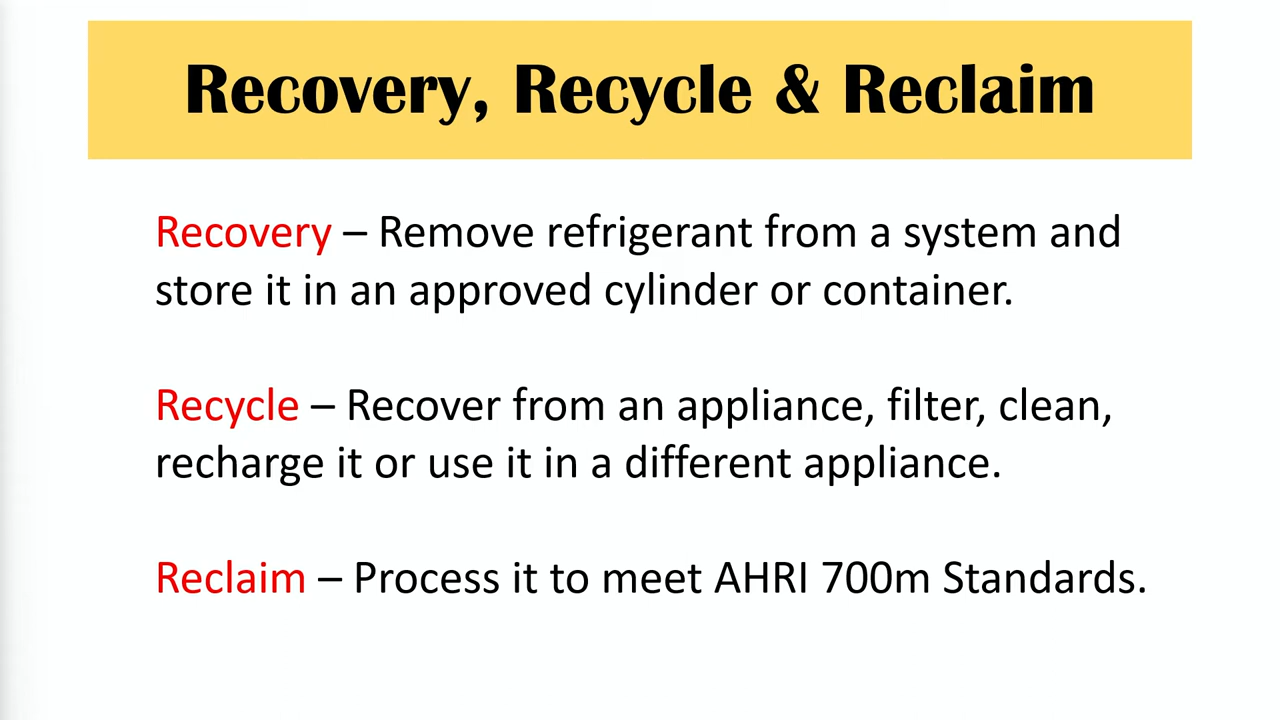 Recovery, Recycle & Reclaim
Recovery – Remove refrigerant from a system and
store it in an approved cylinder or container.
Recycle – Recover from an appliance, filter, clean,
recharge it or use it in a different appliance.
Reclaim – Process it to meet AHRI 700m Standards.